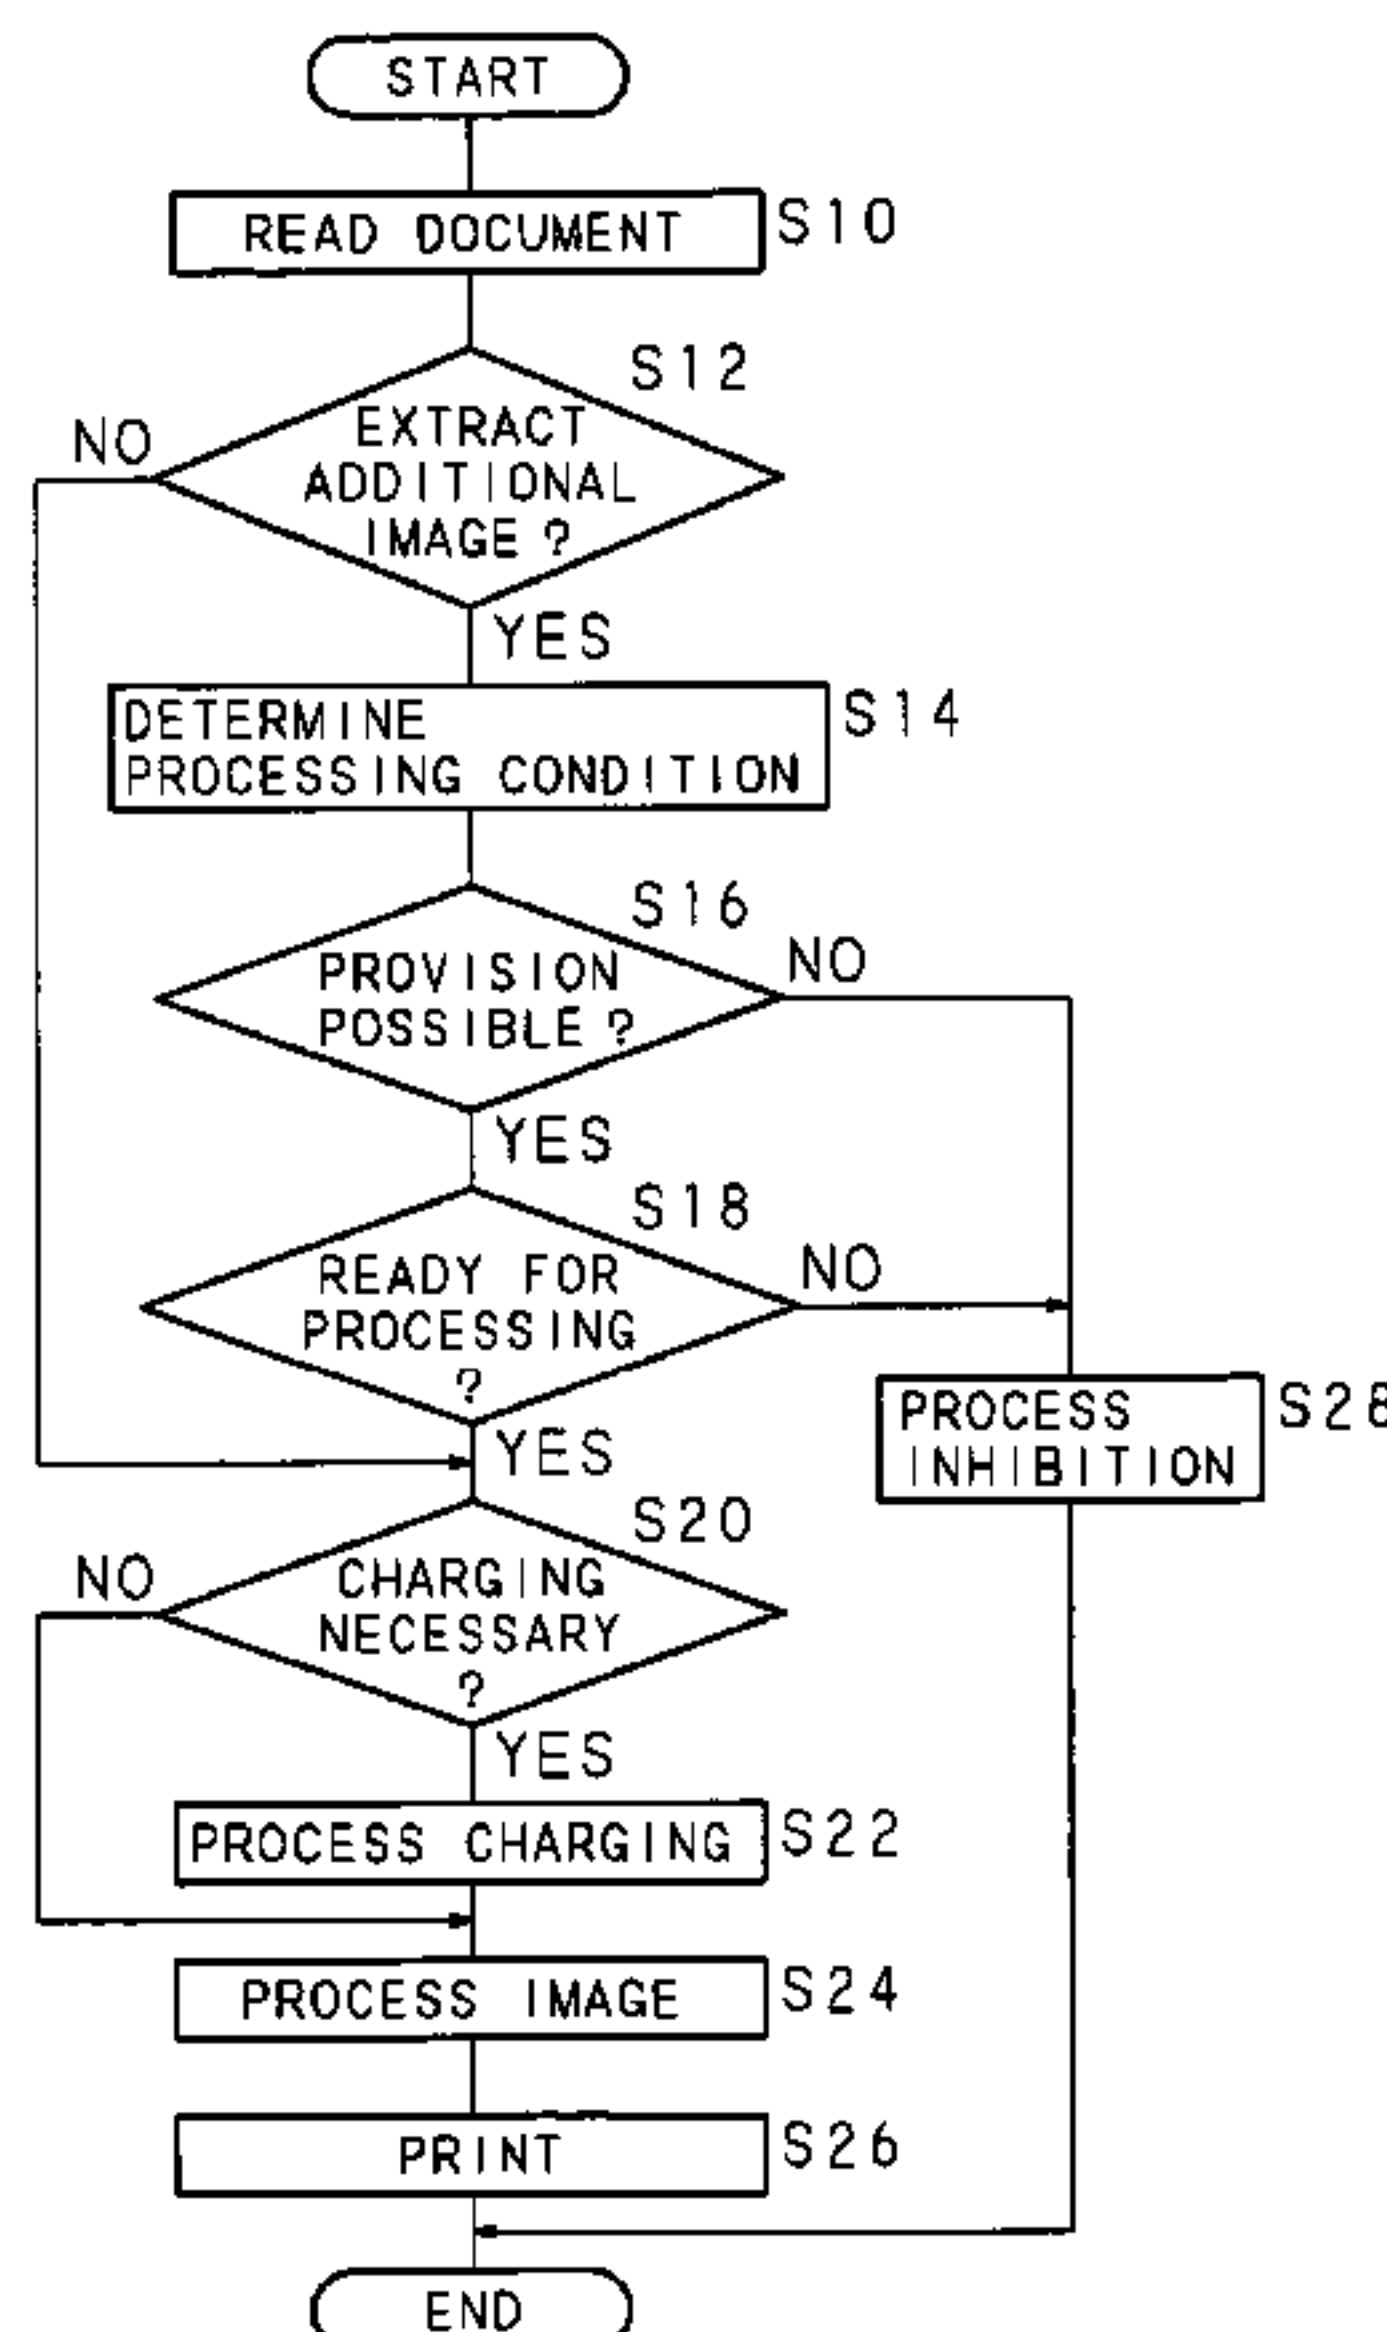 START
READ DOCUMENT S10
S12
NO
EXTRACT
ADDITIONAL
IMAGE ?
YES
DETERMINE S14
PROCESSING CONDITION
S16
NO
PROVISION
POSSIBLE ?
YES
S18
NO
READY FOR
PROCESSING
?
YES
PROCESS S28
INHIBITION
S20
NO
CHARGING
NECESSARY
?
YES
PROCESS CHARGING S22
PROCESS IMAGE S24
PRINT S26
END